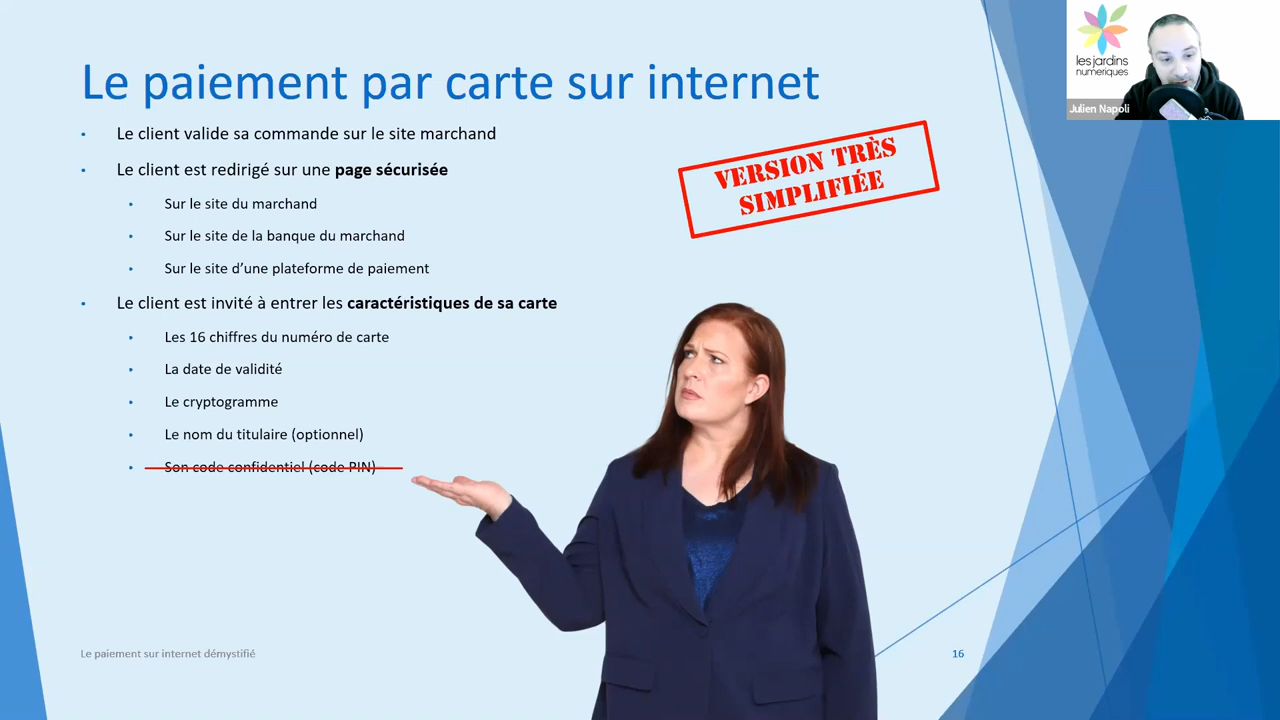 Le paiement par carte sur internet
Le client valide sa commande sur le site marchand
Le client est redirigé sur une page sécurisée
Sur le site du marchand
Sur le site de la banque du marchand
Sur le site d’une plateforme de paiement
Le client est invité à entrer les caractéristiques de sa carte
Les 16 chiffres du numéro de carte
La date de validité
Le cryptogramme
Le nom du titulaire (optionnel)
Son code confidentiel (code PIN)
VERSION TRÈS
SIMPLIFIÉE
les jardins
numeriques
Julien Napoli
Le paiement sur internet démystifié
16